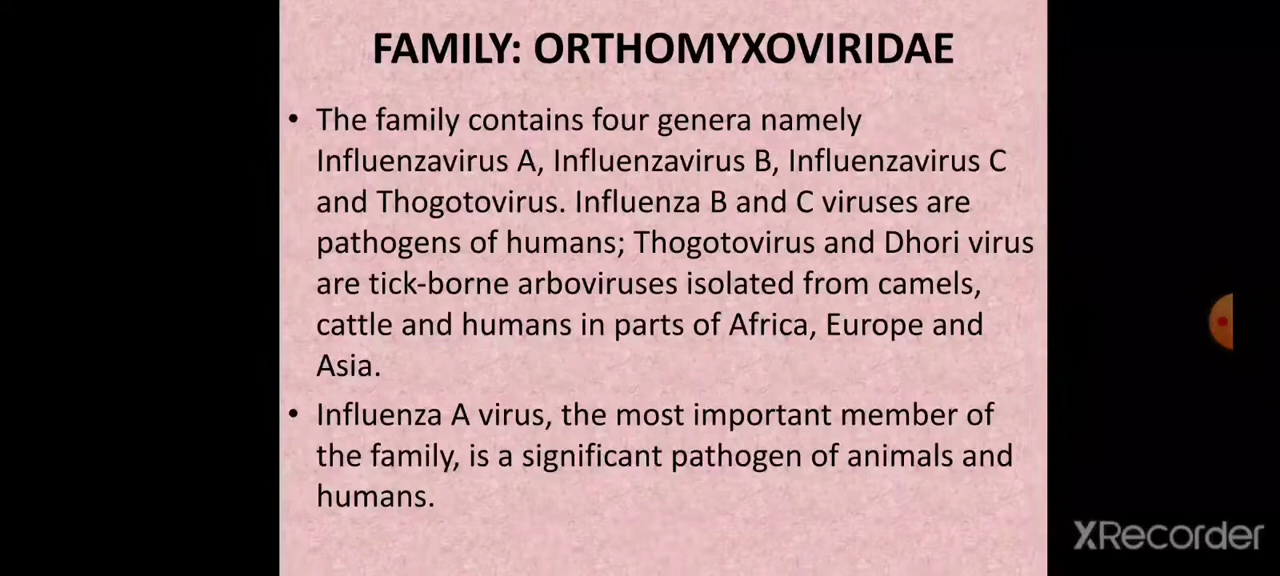 FAMILY: ORTHOMYXOVIRIDAE
• The family contains four genera namely
Influenzavirus A, Influenzavirus B, Influenzavirus C
and Thogotovirus. Influenza B and C viruses are
pathogens of humans; Thogotovirus and Dhori virus
are tick-borne arboviruses isolated from camels,
cattle and humans in parts of Africa, Europe and
Asia.
• Influenza A virus, the most important member of
the family, is a significant pathogen of animals and
humans.
XRecorder